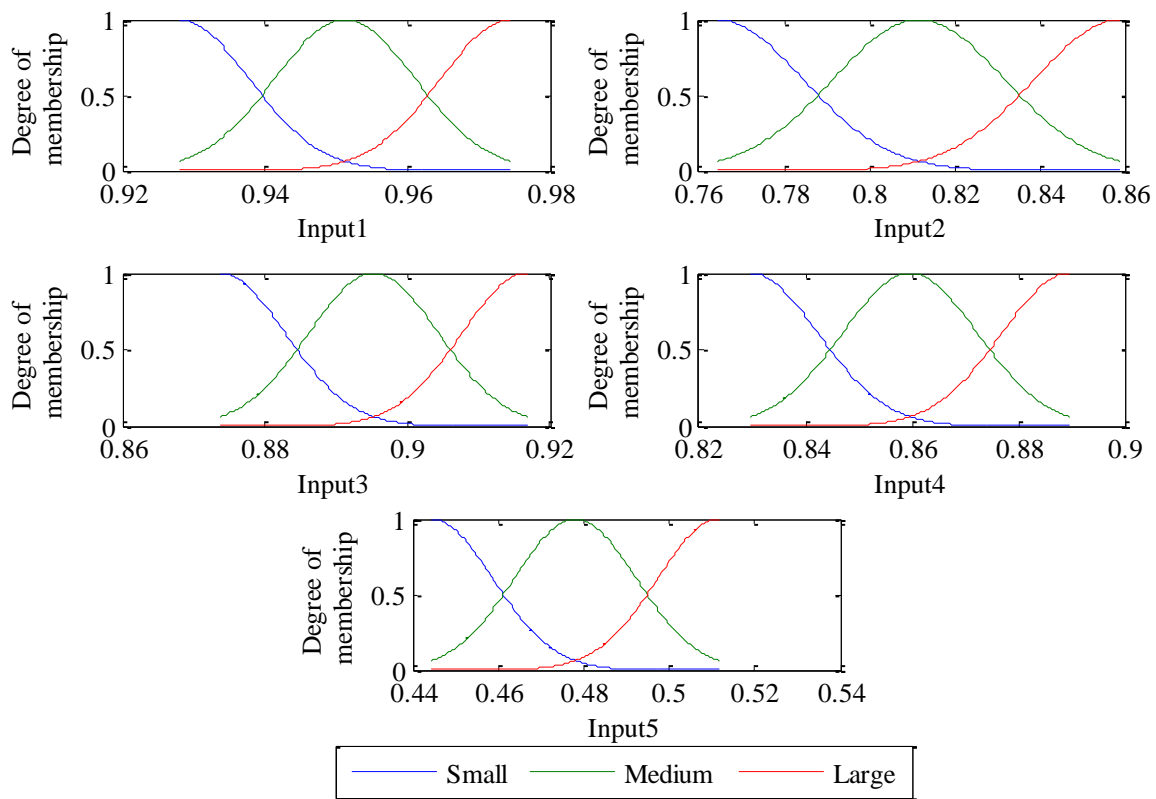 Degree of
membership
1
0.5
0
0.92 0.94 0.96 0.98
Input1
Degree of
membership
1
0.5
0
0.76 0.78 0.8 0.82 0.84 0.86
Input2
Degree of
membership
1
0.5
0
0.86 0.88 0.9 0.92
Input3
Degree of
membership
1
0.5
0
0.82 0.84 0.86 0.88 0.9
Input4
Degree of
membership
1
0.5
0
0.44 0.46 0.48 0.5 0.52 0.54
Input5
Small Medium Large